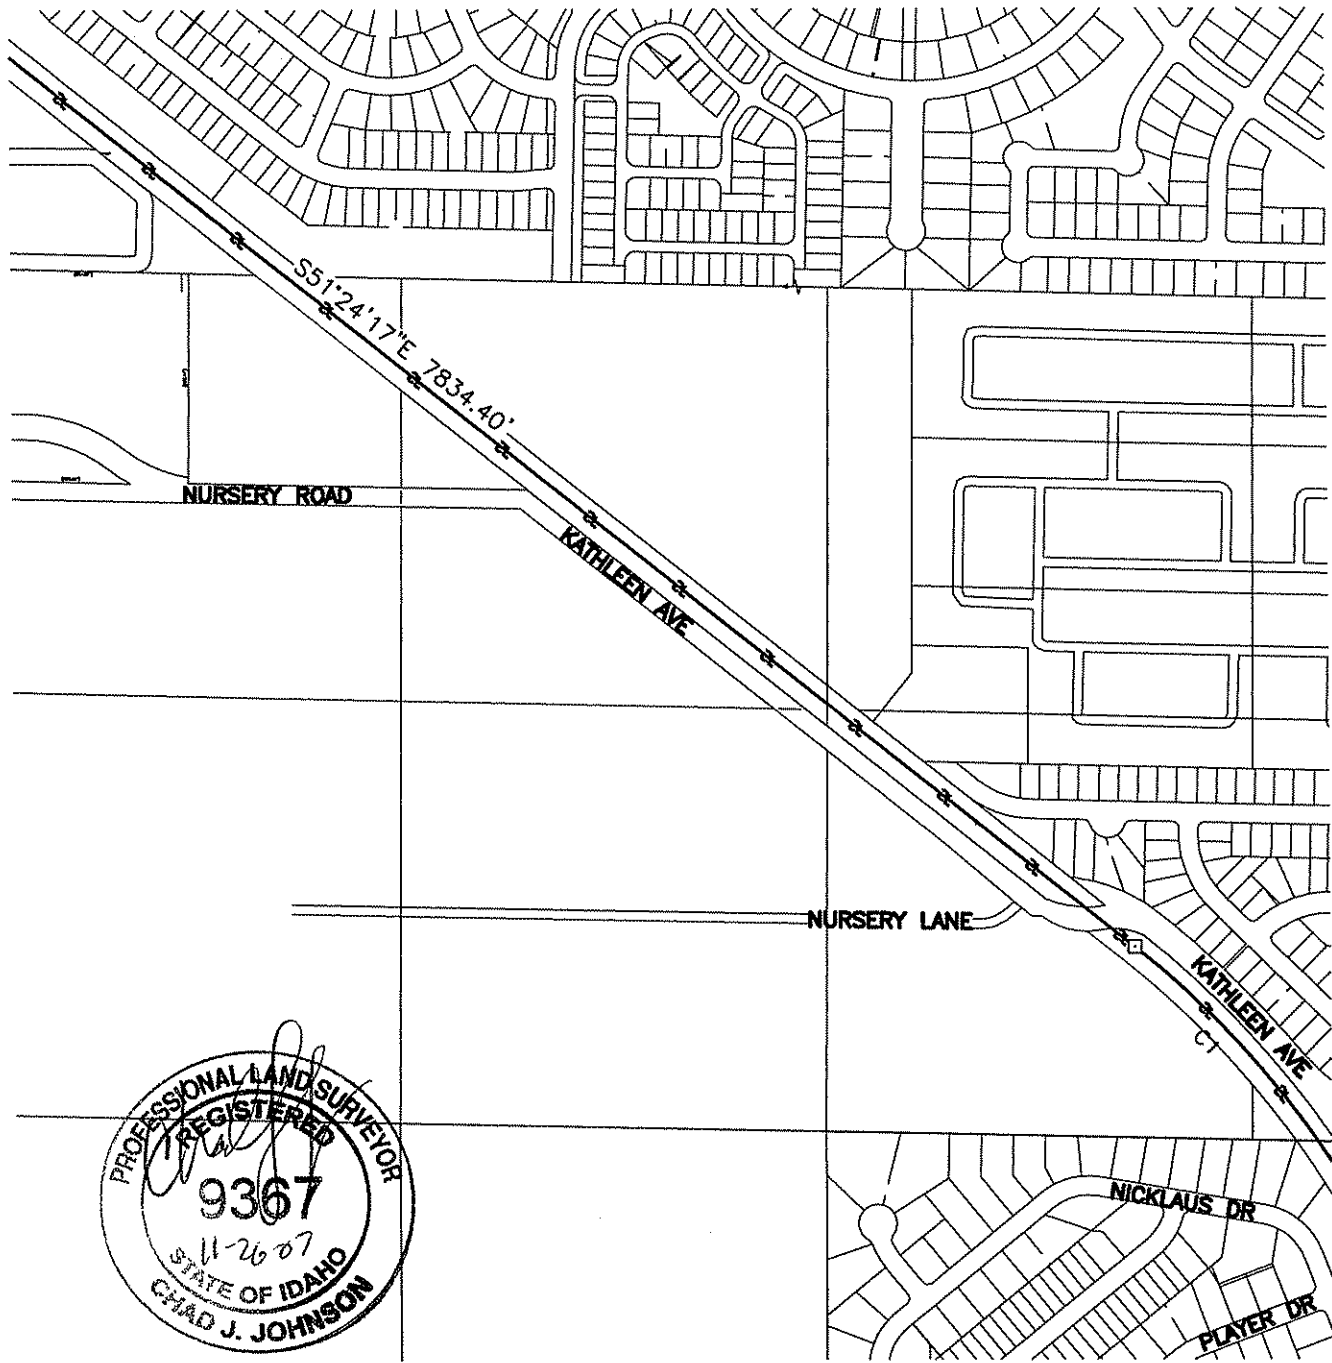 S51°24'17"E 7834.40'
NURSERY ROAD
KATHLEEN AVE
NURSERY LANE
KATHLEEN AVE
C1
PROFESSIONAL LAND SURVEYOR
REGISTERED
9367
11-26-07
STATE OF IDAHO
CHAD J. JOHNSON
NICKLAUS DR
PLAYER DR